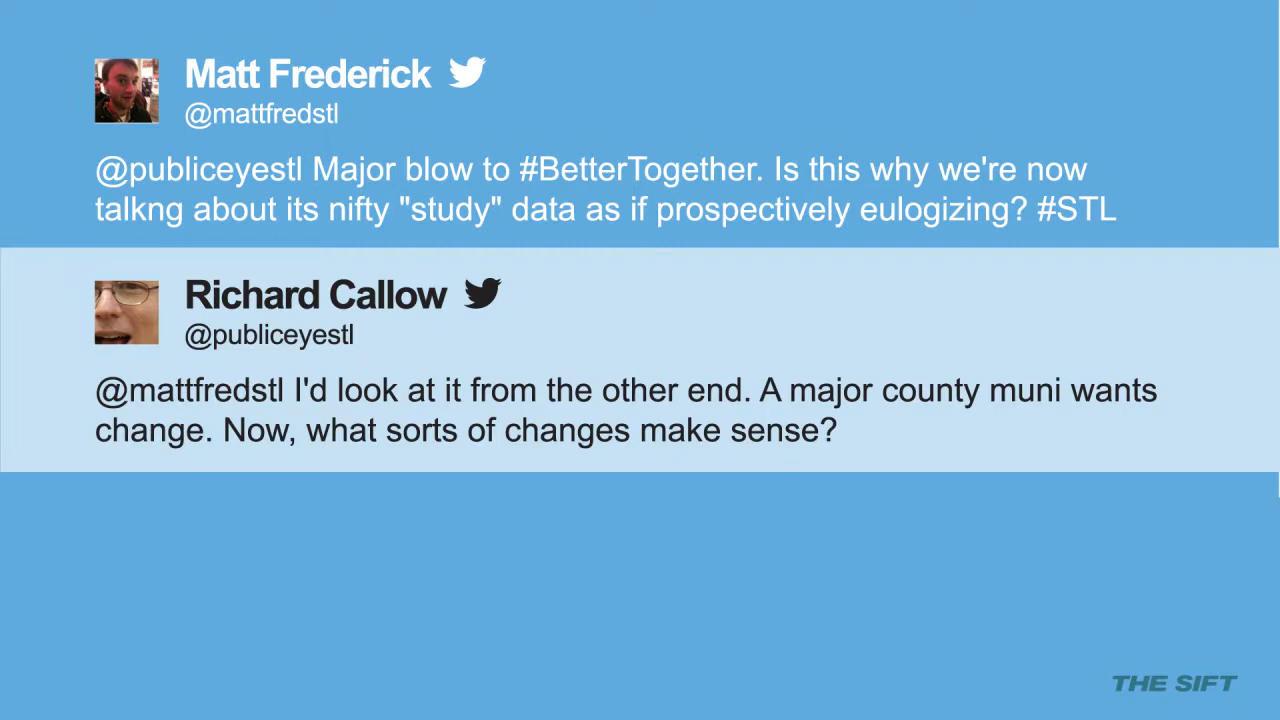 Matt Frederick
@mattfredstl
@publiceyestl Major blow to #BetterTogether. Is this why we're now
talkng about its nifty "study" data as if prospectively eulogizing? #STL
Richard Callow
@publiceyestl
@mattfredstl I'd look at it from the other end. A major county muni wants
change. Now, what sorts of changes make sense?
THE SIFT